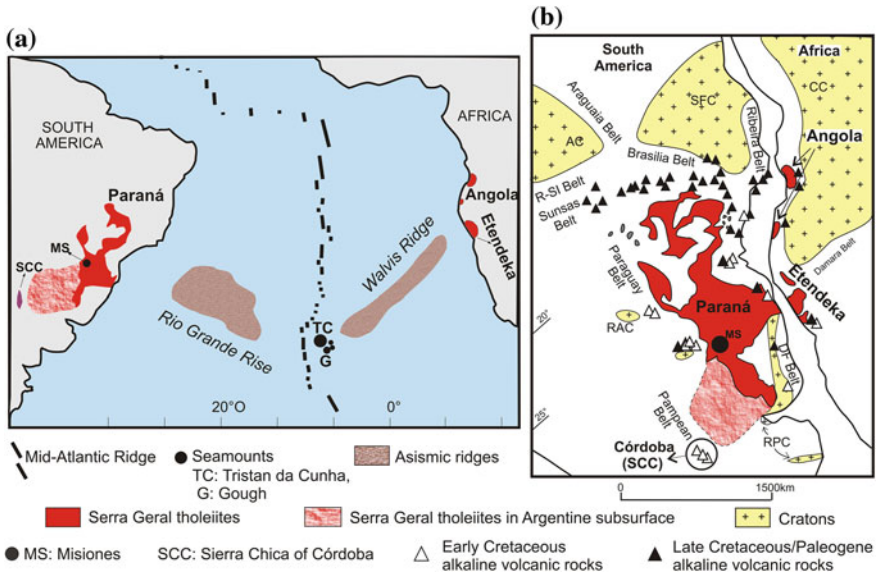 (a)
SOUTH
AMERICA
AFRICA
Paraná
MS
SCC
Angola
Etendeka
Walvis Ridge
Rio Grande Rise
TC
G
20°O
0°
(b)
South
America
Africa
CC
SFC
AC
Araguaia Belt
Ribeira Belt
Brasilia Belt
Angola
R-SI Belt
Sunsas
Belt
Damara Belt
Paraguay
Belt
Etendeka
Paraná
MS
20°
RAC
DF Belt
25°
Pampean
Belt
Córdoba
(SCC)
RPC
0
1500km
Mid-Atlantic Ridge
Seamounts
TC: Tristan da Cunha,
G: Gough
Asismic ridges
Serra Geral tholeiites
Serra Geral tholeiites in Argentine subsurface
Cratons
MS: Misiones
SCC: Sierra Chica of Córdoba
Early Cretaceous
alkaline volcanic rocks
Late Cretaceous/Paleogene
alkaline volcanic rocks